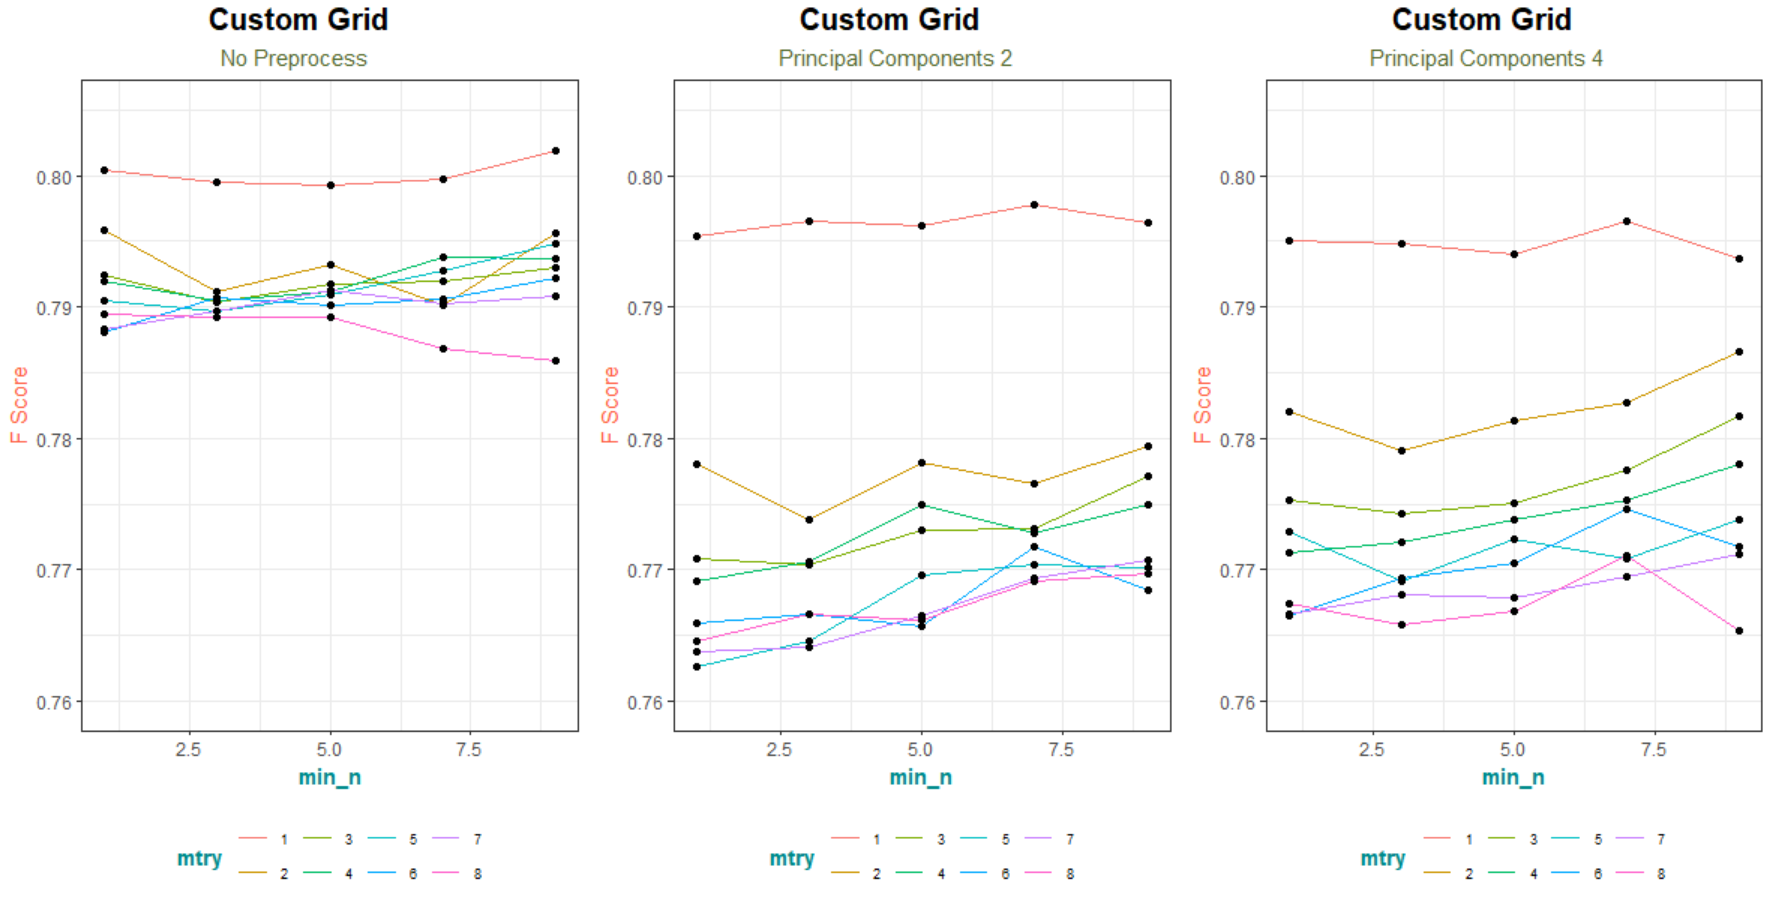 Custom Grid
No Preprocess
F Score
0.80
0.79
0.78
0.77
0.76
2.5 5.0 7.5
min_n
mtry
1 3 5 7
2 4 6 8
Custom Grid
Principal Components 2
F Score
0.80
0.79
0.78
0.77
0.76
2.5 5.0 7.5
min_n
mtry
1 3 5 7
2 4 6 8
Custom Grid
Principal Components 4
F Score
0.80
0.79
0.78
0.77
0.76
2.5 5.0 7.5
min_n
mtry
1 3 5 7
2 4 6 8